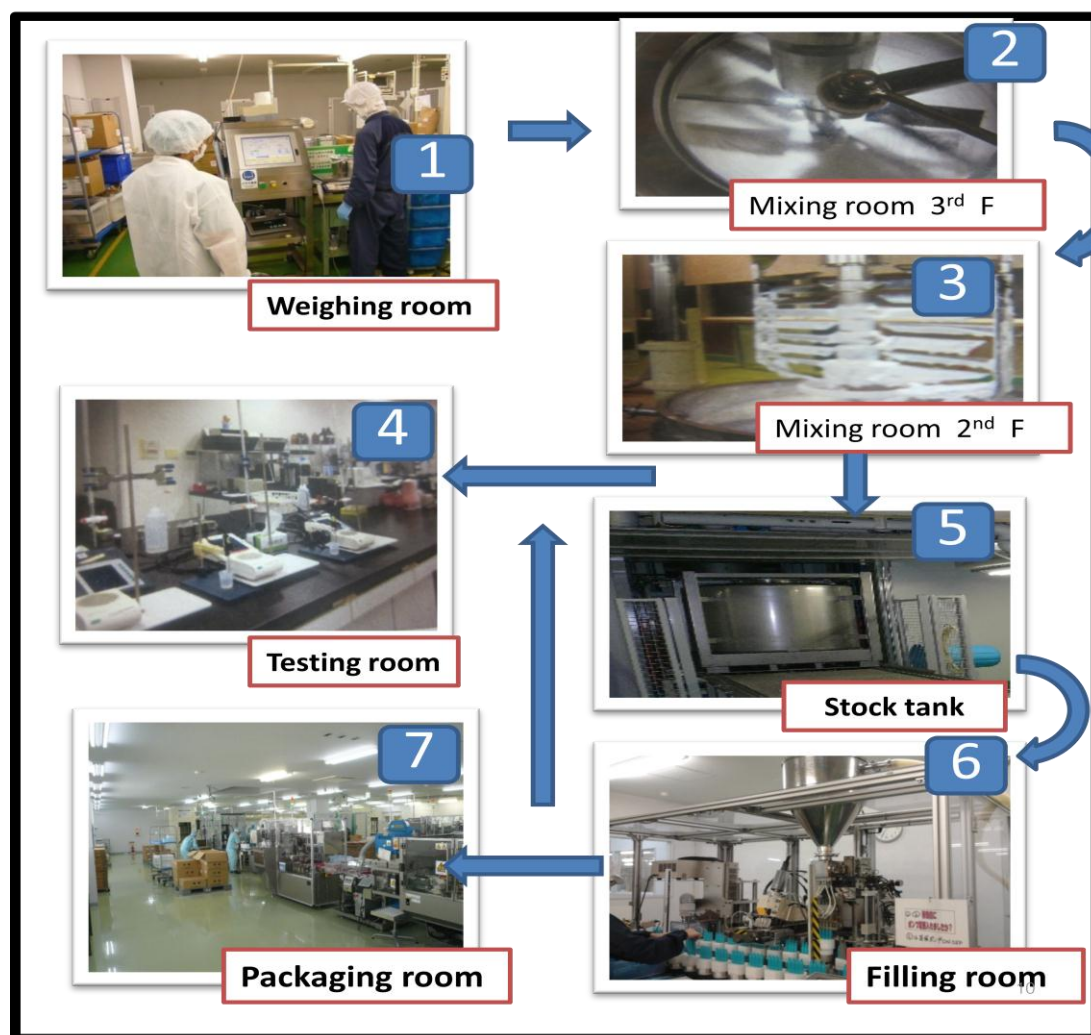 1
Weighing room
2
Mixing room 3rd F
3
Mixing room 2nd F
4
Testing room
5
Stock tank
6
Filling room
7
Packaging room
10